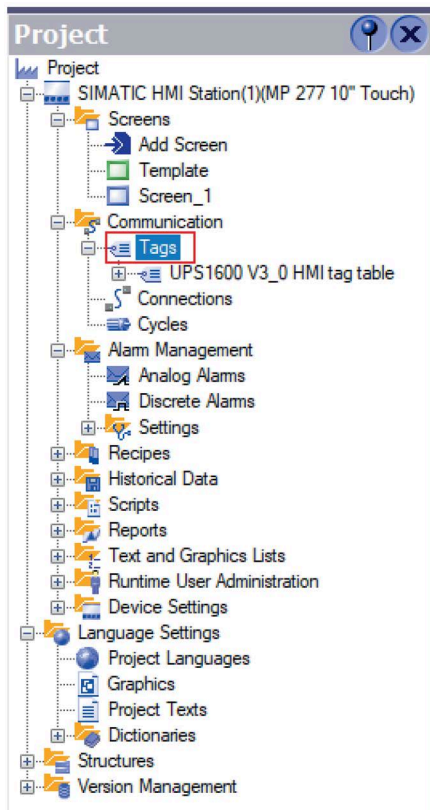 Project
Project
SIMATIC HMI Station(1)(MP 277 10" Touch)
Screens
Add Screen
Template
Screen_1
Communication
Tags
UPS1600 V3_0 HMI tag table
Connections
Cycles
Alarm Management
Analog Alarms
Discrete Alarms
Settings
Recipes
Historical Data
Scripts
Reports
Text and Graphics Lists
Runtime User Administration
Device Settings
Language Settings
Project Languages
Graphics
Project Texts
Dictionaries
Structures
Version Management